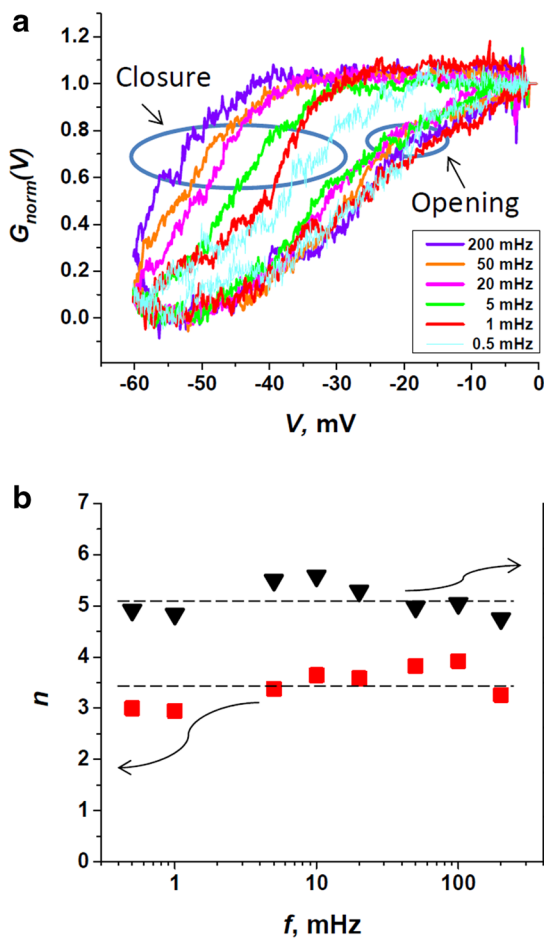 a
1.2
1.0
0.8
0.6
0.4
0.2
0.0
Gnorm(V)
Closure
Opening
200 mHz
50 mHz
20 mHz
5 mHz
1 mHz
0.5 mHz
-60 -50 -40 -30 -20 -10 0
V, mV
b
7
6
5
4
3
2
1
0
n
1 10 100
f, mHz